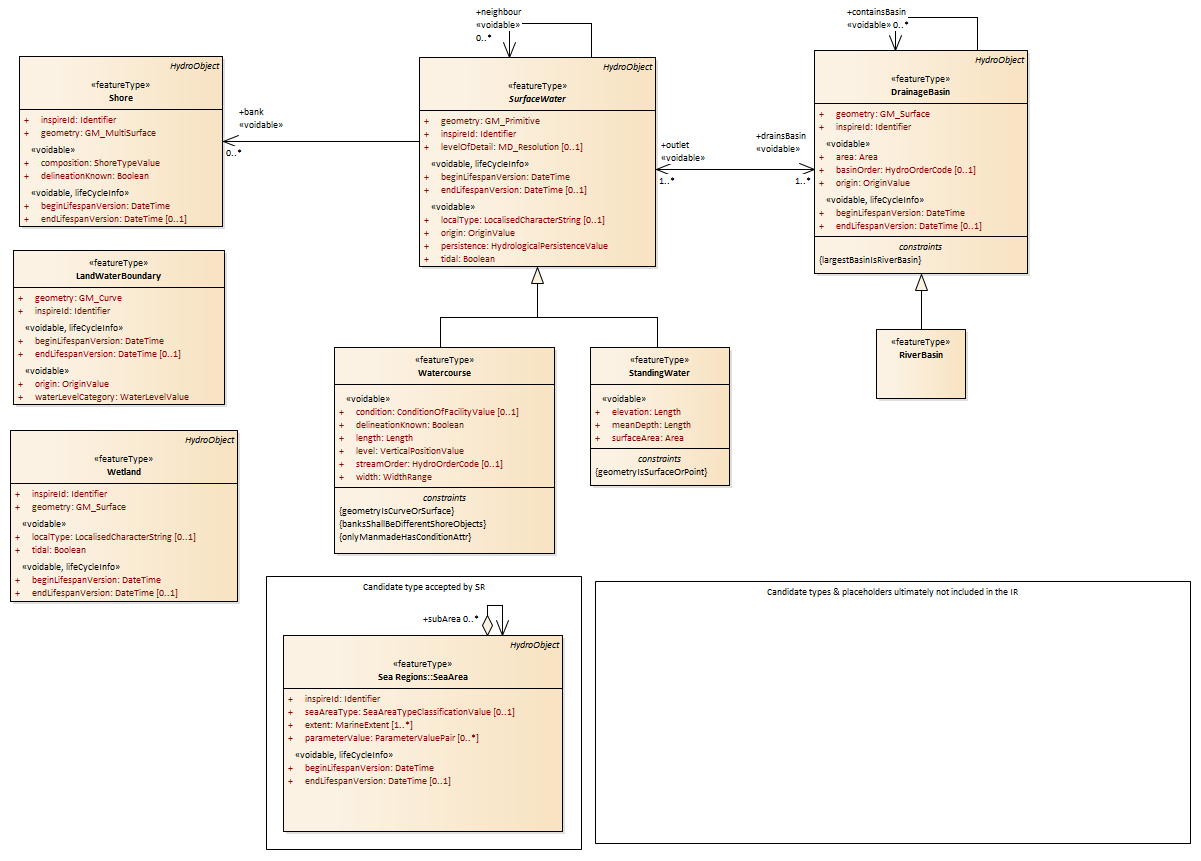 +neighbour
«voidable»
0..*
+containsBasin
«voidable» 0..*
HydroObject
«featureType»
Shore
+ inspireId: Identifier
+ geometry: GM_MultiSurface
«voidable»
+ composition: ShoreTypeValue
+ delineationKnown: Boolean
«voidable, lifeCycleInfo»
+ beginLifespanVersion: DateTime
+ endLifespanVersion: DateTime [0..1]
+bank
«voidable»
0..*
HydroObject
«featureType»
SurfaceWater
+ geometry: GM_Primitive
+ inspireId: Identifier
+ levelOfDetail: MD_Resolution [0..1]
«voidable, lifeCycleInfo»
+ beginLifespanVersion: DateTime
+ endLifespanVersion: DateTime [0..1]
«voidable»
+ localType: LocalisedCharacterString [0..1]
+ origin: OriginValue
+ persistence: HydrologicalPersistenceValue
+ tidal: Boolean
+outlet
«voidable»
1..*
+drainsBasin
«voidable»
1..*
HydroObject
«featureType»
DrainageBasin
+ geometry: GM_Surface
+ inspireId: Identifier
«voidable»
+ area: Area
+ basinOrder: HydroOrderCode [0..1]
+ origin: OriginValue
«voidable, lifeCycleInfo»
+ beginLifespanVersion: DateTime
+ endLifespanVersion: DateTime [0..1]
constraints
{largestBasinIsRiverBasin}
«featureType»
LandWaterBoundary
+ geometry: GM_Curve
+ inspireId: Identifier
«voidable, lifeCycleInfo»
+ beginLifespanVersion: DateTime
+ endLifespanVersion: DateTime [0..1]
«voidable»
+ origin: OriginValue
+ waterLevelCategory: WaterLevelValue
«featureType»
Watercourse
«voidable»
+ condition: ConditionOfFacilityValue [0..1]
+ delineationKnown: Boolean
+ length: Length
+ level: VerticalPositionValue
+ streamOrder: HydroOrderCode [0..1]
+ width: WidthRange
constraints
{geometryIsCurveOrSurface}
{banksShallBeDifferentShoreObjects}
{onlyManmadeHasConditionAttr}
«featureType»
StandingWater
«voidable»
+ elevation: Length
+ meanDepth: Length
+ surfaceArea: Area
constraints
{geometryIsSurfaceOrPoint}
«featureType»
RiverBasin
HydroObject
«featureType»
Wetland
+ inspireId: Identifier
+ geometry: GM_Surface
«voidable»
+ localType: LocalisedCharacterString [0..1]
+ tidal: Boolean
«voidable, lifeCycleInfo»
+ beginLifespanVersion: DateTime
+ endLifespanVersion: DateTime [0..1]
Candidate type accepted by SR
+subArea 0..*
HydroObject
«featureType»
Sea Regions::SeaArea
+ inspireId: Identifier
+ seaAreaType: SeaAreaTypeClassificationValue [0..1]
+ extent: MarineExtent [1..*]
+ parameterValue: ParameterValuePair [0..*]
«voidable, lifeCycleInfo»
+ beginLifespanVersion: DateTime
+ endLifespanVersion: DateTime [0..1]
Candidate types & placeholders ultimately not included in the IR